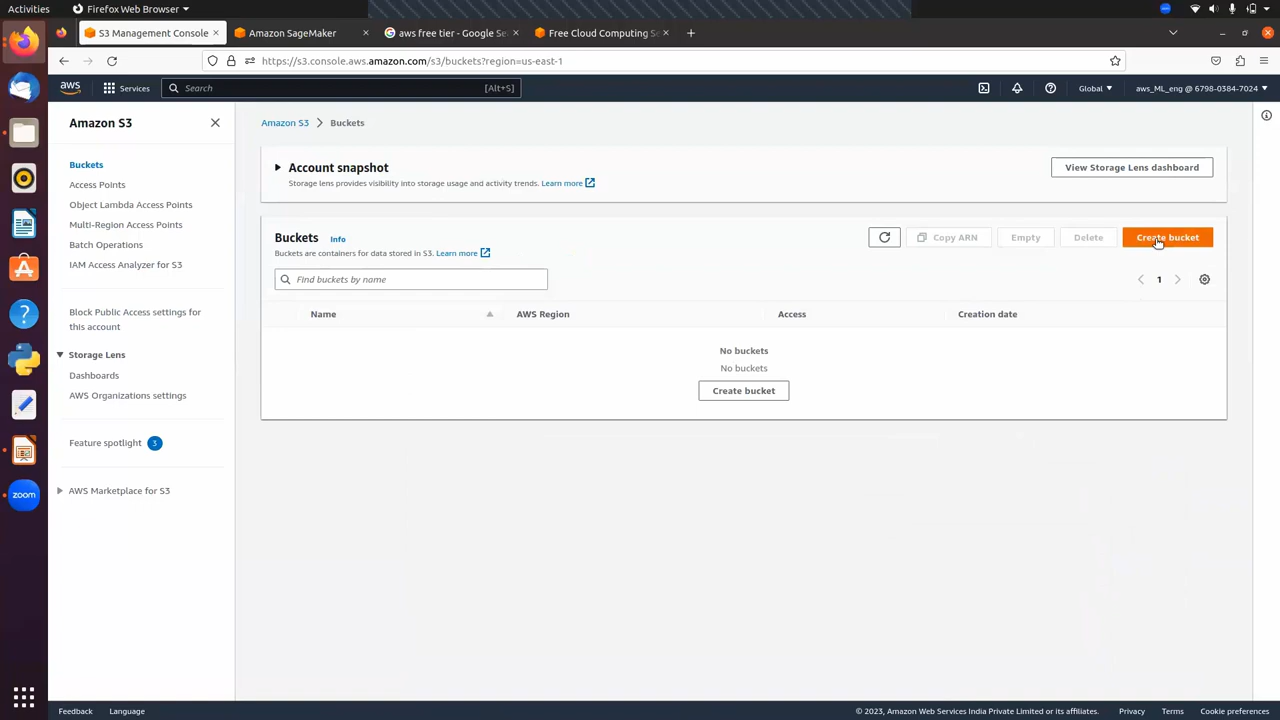 Activities
Firefox Web Browser
S3 Management Console
Amazon SageMaker
aws free tier - Google Se
Free Cloud Computing Se
https://s3.console.aws.amazon.com/s3/buckets?region=us-east-1
aws
Services
Search
[Alt+S]
Global
aws_ML_eng @ 6798-0384-7024
Amazon S3
Buckets
Access Points
Object Lambda Access Points
Multi-Region Access Points
Batch Operations
IAM Access Analyzer for S3
Block Public Access settings for
this account
Storage Lens
Dashboards
AWS Organizations settings
Feature spotlight 3
AWS Marketplace for S3
Amazon S3 > Buckets
Account snapshot
Storage lens provides visibility into storage usage and activity trends. Learn more
View Storage Lens dashboard
Buckets Info
Buckets are containers for data stored in S3. Learn more
Copy ARN
Empty
Delete
Create bucket
Find buckets by name
1
Name
AWS Region
Access
Creation date
No buckets
No buckets
Create bucket
zoom
Feedback
Language
© 2023, Amazon Web Services India Private Limited or its affiliates.
Privacy
Terms
Cookie preferences